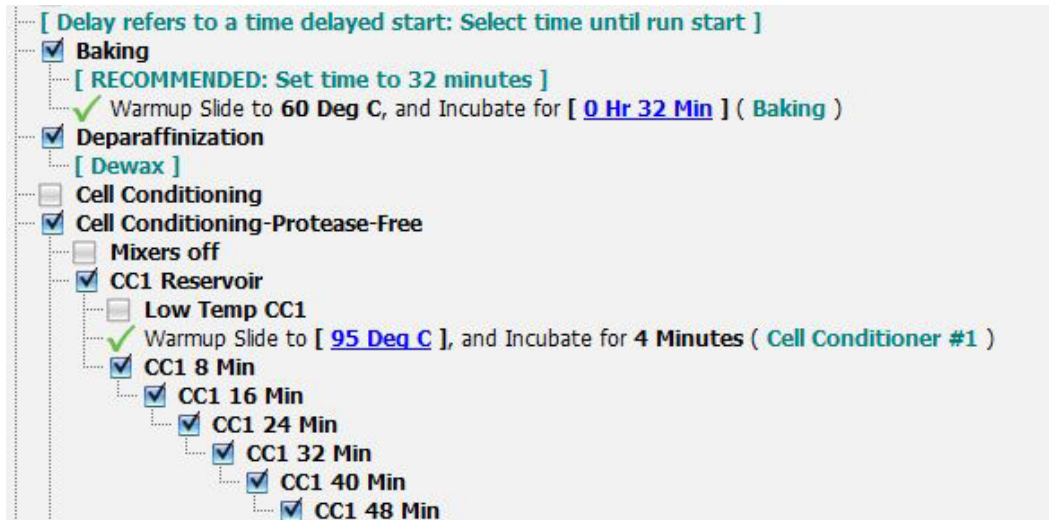 [ Delay refers to a time delayed start: Select time until run start ]
Baking
[ RECOMMENDED: Set time to 32 minutes ]
Warmup Slide to 60 Deg C, and Incubate for [ 0 Hr 32 Min ] ( Baking )
Deparaffinization
[ Dewax ]
Cell Conditioning
Cell Conditioning-Protease-Free
Mixers off
CC1 Reservoir
Low Temp CC1
Warmup Slide to [ 95 Deg C ], and Incubate for 4 Minutes ( Cell Conditioner #1 )
CC1 8 Min
CC1 16 Min
CC1 24 Min
CC1 32 Min
CC1 40 Min
CC1 48 Min